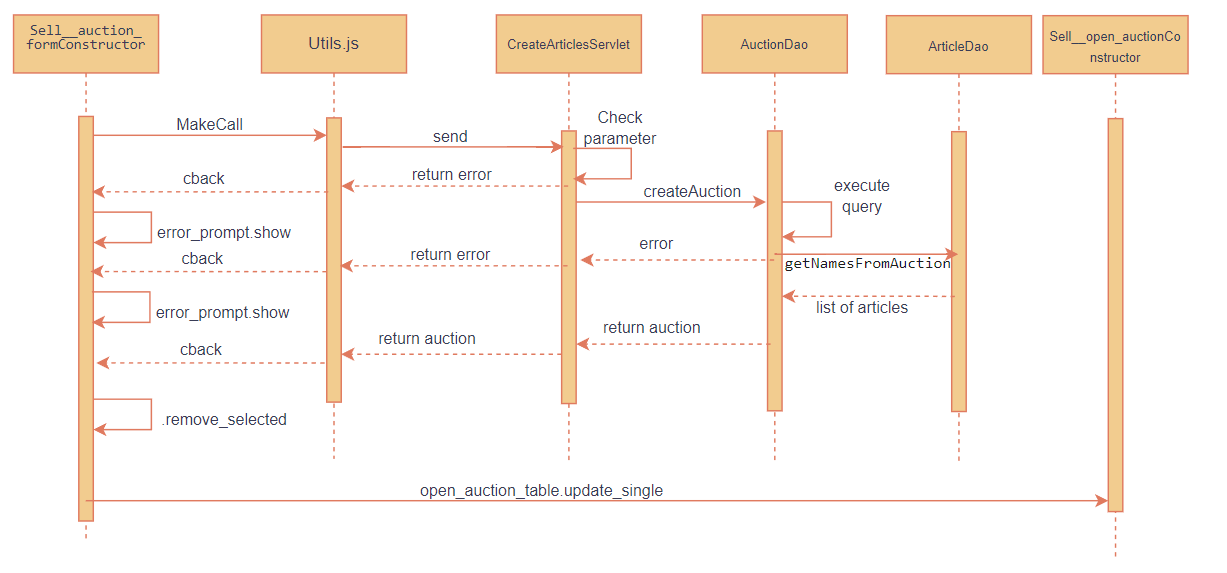 Sell__auction_
formConstructor
Utils.js
CreateArticlesServlet
AuctionDao
ArticleDao
Sell__open_auctionCo
nstructor
MakeCall
send
Check
parameter
return error
cback
createAuction
execute
query
error_prompt.show
error
return error
cback
getNamesFromAuction
error_prompt.show
list of articles
return auction
return auction
cback
.remove_selected
open_auction_table.update_single